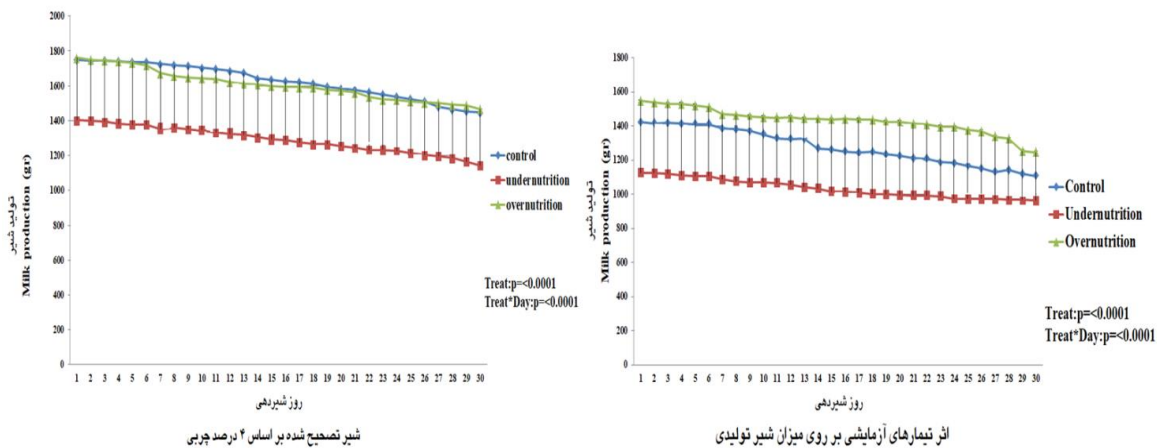 2000
1800
1600
1400
1200
1000
800
600
400
200
0
تولید شیر
Milk production (gr)
control
undernutrition
overnutrition
Treat:p=<0.0001
Treat*Day:p=<0.0001
1 2 3 4 5 6 7 8 9 10 11 12 13 14 15 16 17 18 19 20 21 22 23 24 25 26 27 28 29 30
روز شیردهی
شیر تصحیح شده بر اساس ۴ درصد چربی
1800
1600
1400
1200
1000
800
600
400
200
0
تولید شیر
Milk production (gr)
Control
Undernutrition
Overnutrition
Treat:p=<0.0001
Treat*Day:p=<0.0001
1 2 3 4 5 6 7 8 9 10 11 12 13 14 15 16 17 18 19 20 21 22 23 24 25 26 27 28 29 30
روز شیردهی
اثر تیمارهای آزمایشی بر روی میزان شیر تولیدی